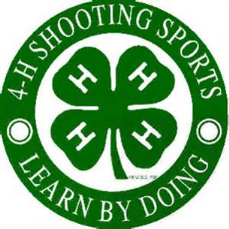 4-H SHOOTING SPORTS
H H
H H
LEARN BY DOING